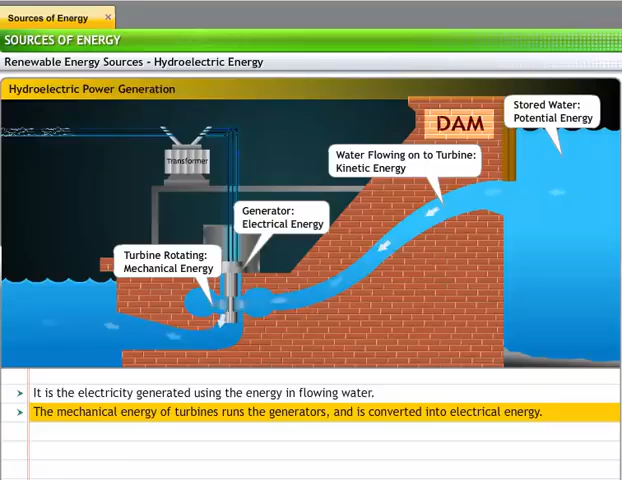 Sources of Energy
SOURCES OF ENERGY
Renewable Energy Sources - Hydroelectric Energy
Hydroelectric Power Generation
Stored Water:
Potential Energy
DAM
Transformer
Water Flowing on to Turbine:
Kinetic Energy
Generator:
Electrical Energy
Turbine Rotating:
Mechanical Energy
It is the electricity generated using the energy in flowing water.
The mechanical energy of turbines runs the generators, and is converted into electrical energy.